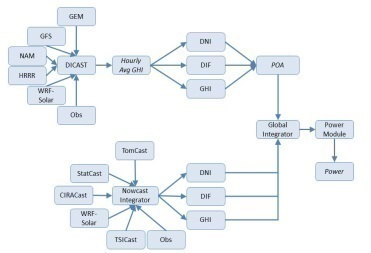 GEM
GFS
NAM
HRRR
WRF-
Solar
Obs
DICAST
Hourly
Avg GHI
DNI
DIF
GHI
POA
Global
Integrator
Power
Module
Power
TomCast
StatCast
CIRACast
WRF-
Solar
TSICast
Obs
Nowcast
Integrator
DNI
DIF
GHI